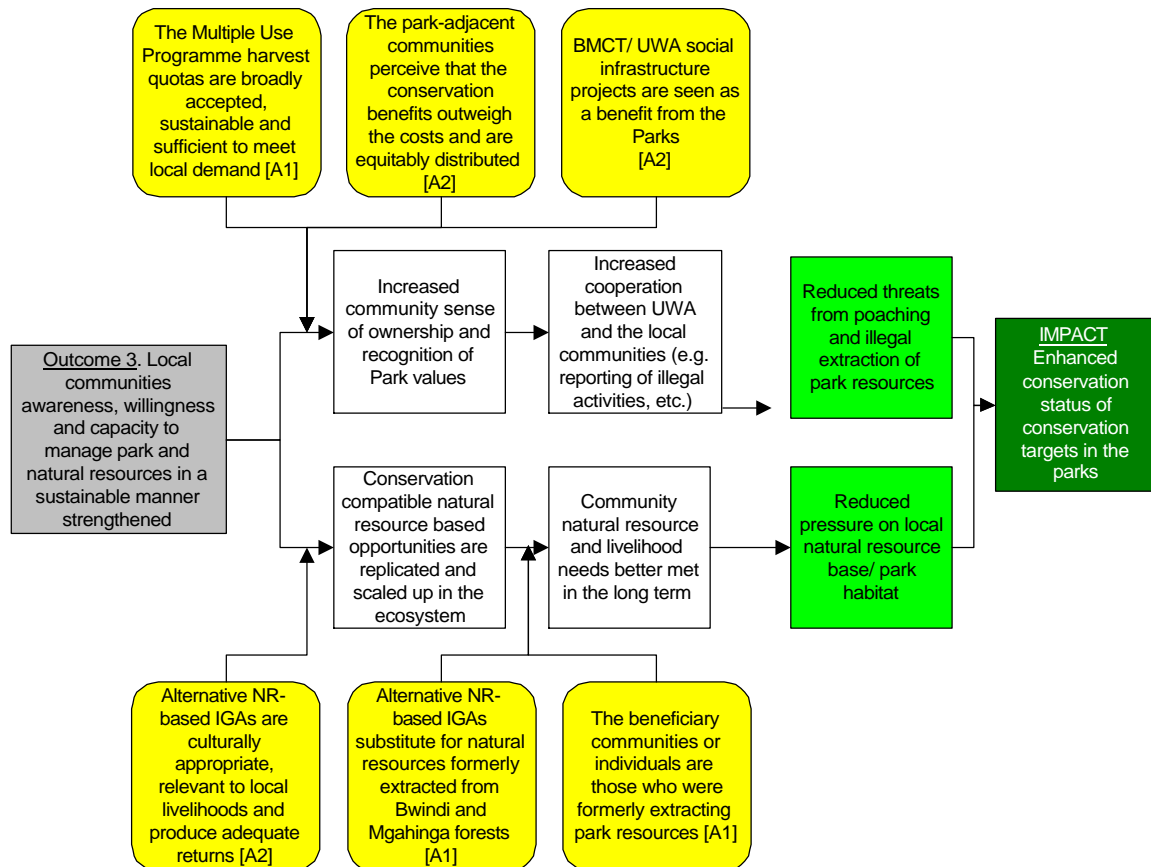 The Multiple Use
Programme harvest
quotas are broadly
accepted,
sustainable and
sufficient to meet
local demand [A1]
The park-adjacent
communities
perceive that the
conservation
benefits outweigh
the costs and are
equitably distributed
[A2]
BMCT/ UWA social
infrastructure
projects are seen as
a benefit from the
Parks
[A2]
Outcome 3. Local
communities
awareness, willingness
and capacity to
manage park and
natural resources in a
sustainable manner
strengthened
Increased
community sense
of ownership and
recognition of
Park values
Increased
cooperation
between UWA
and the local
communities (e.g.
reporting of illegal
activities, etc.)
Reduced threats
from poaching
and illegal
extraction of
park resources
IMPACT
Enhanced
conservation
status of
conservation
targets in the
parks
Conservation
compatible natural
resource based
opportunities are
replicated and
scaled up in the
ecosystem
Community
natural resource
and livelihood
needs better met
in the long term
Reduced
pressure on local
natural resource
base/ park
habitat
Alternative NR-
based IGAs are
culturally
appropriate,
relevant to local
livelihoods and
produce adequate
returns [A2]
Alternative NR-
based IGAs
substitute for natural
resources formerly
extracted from
Bwindi and
Mgahinga forests
[A1]
The beneficiary
communities or
individuals are
those who were
formerly extracting
park resources [A1]